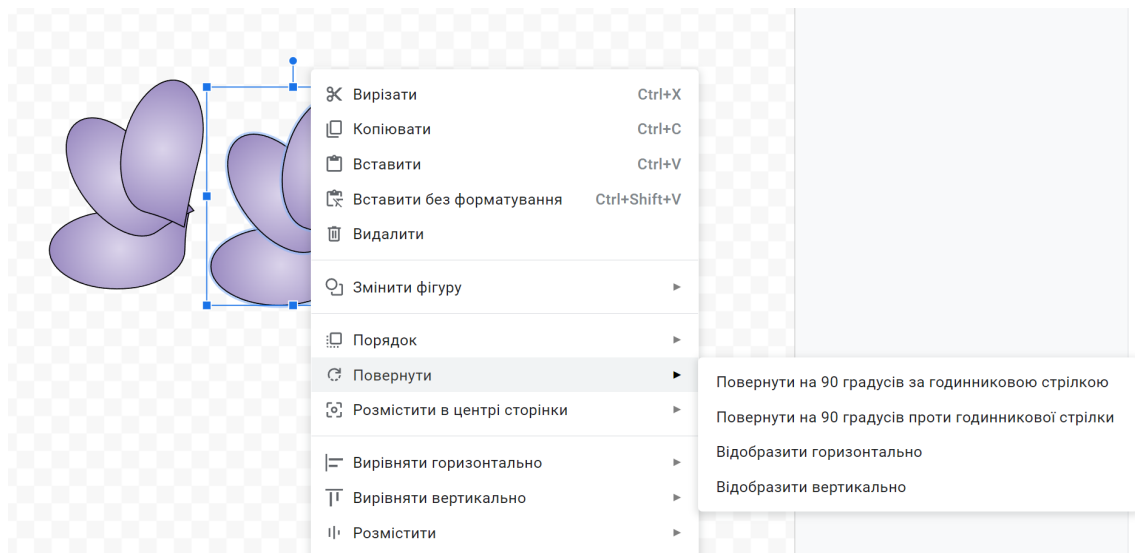 Вирізати Ctrl+X
Копіювати Ctrl+C
Вставити Ctrl+V
Вставити без форматування Ctrl+Shift+V
Видалити
Змінити фігуру
Порядок
Повернути
Розмістити в центрі сторінки
Вирівняти горизонтально
Вирівняти вертикально
Розмістити
Повернути на 90 градусів за годинниковою стрілкою
Повернути на 90 градусів проти годинникової стрілки
Відобразити горизонтально
Відобразити вертикально